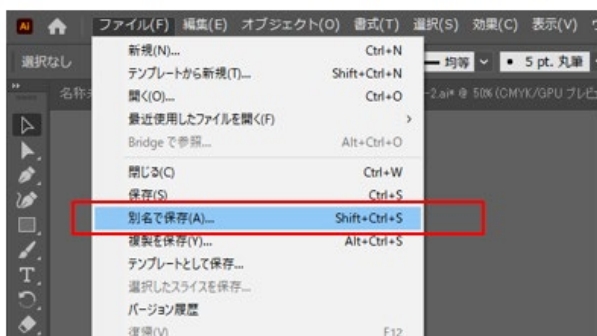 Ai ファイル(F) 編集(E) オブジェクト(O) 書式(T) 選択(S) 効果(C) 表示(V)
選択なし 均等 5 pt. 丸筆
新規(N)... Ctrl+N
テンプレートから新規(T)... Shift+Ctrl+N
名称 開く(O)... Ctrl+O -2.ai* @ 50% (CMYK/GPU プレビ
最近使用したファイルを開く(F) >
Bridge で参照... Alt+Ctrl+O
閉じる(C) Ctrl+W
保存(S) Ctrl+S
別名で保存(A)... Shift+Ctrl+S
複製を保存(Y)... Alt+Ctrl+S
テンプレートとして保存...
選択したスライスを保存...
バージョン履歴
復帰(V) F12